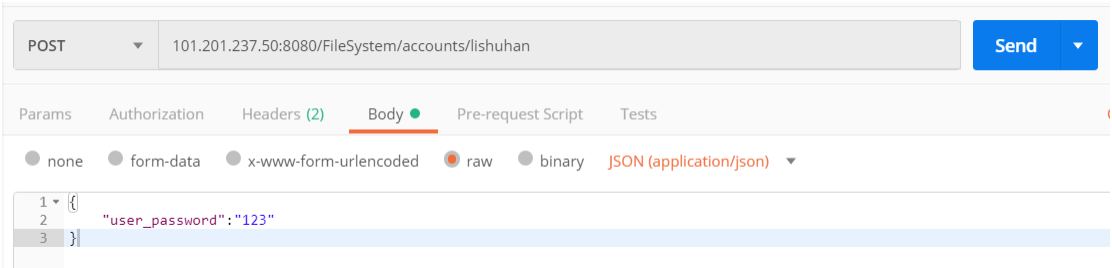 POST 101.201.237.50:8080/FileSystem/accounts/lishuhan Send
Params Authorization Headers (2) Body Pre-request Script Tests
none form-data x-www-form-urlencoded raw binary JSON (application/json)
1 {
2 "user_password":"123"
3 }